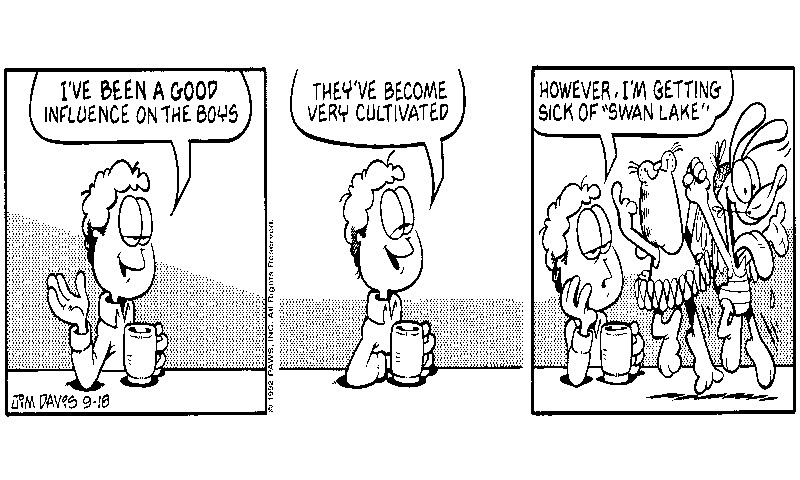 I'VE BEEN A GOOD
INFLUENCE ON THE BOYS
JIM DAVIS 9-18
© 1992 PAWS, INC. All Rights Reserved.
THEY'VE BECOME
VERY CULTIVATED
HOWEVER, I'M GETTING
SICK OF "SWAN LAKE"